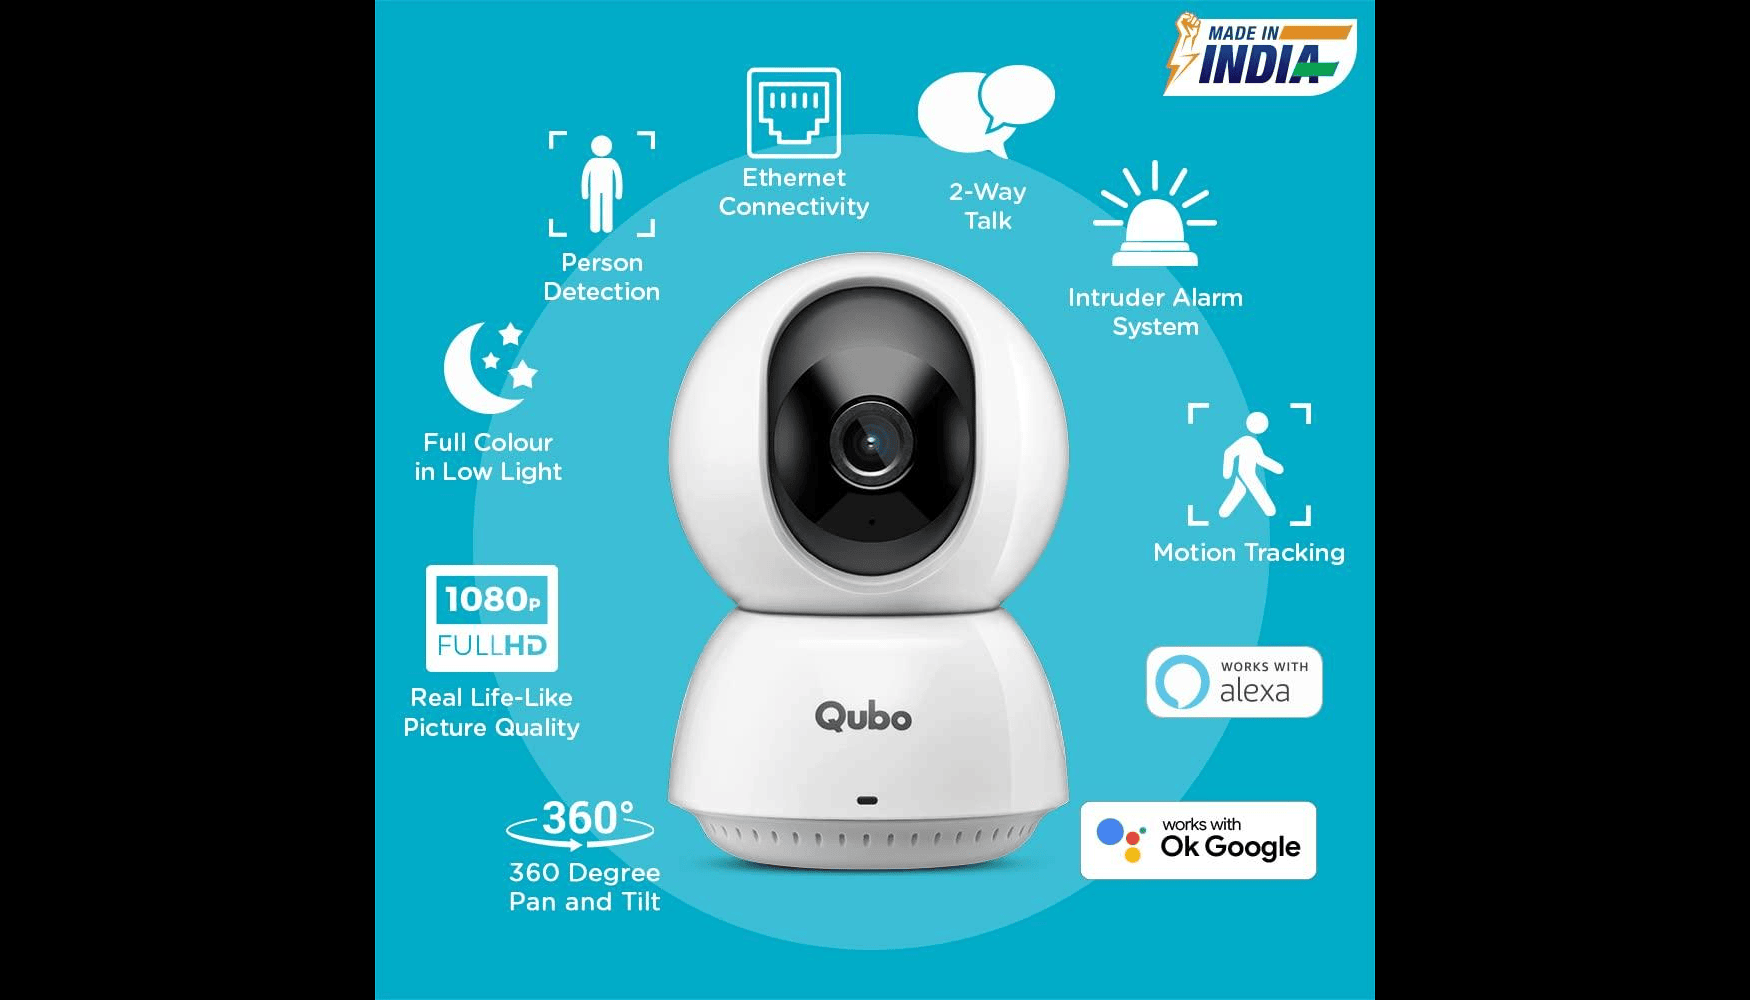 MADE IN
INDIA
Ethernet
Connectivity
2-Way
Talk
Person
Detection
Intruder Alarm
System
Full Colour
in Low Light
Motion Tracking
1080P
FULLHD
Real Life-Like
Picture Quality
WORKS WITH
alexa
Qubo
360°
360 Degree
Pan and Tilt
works with
Ok Google